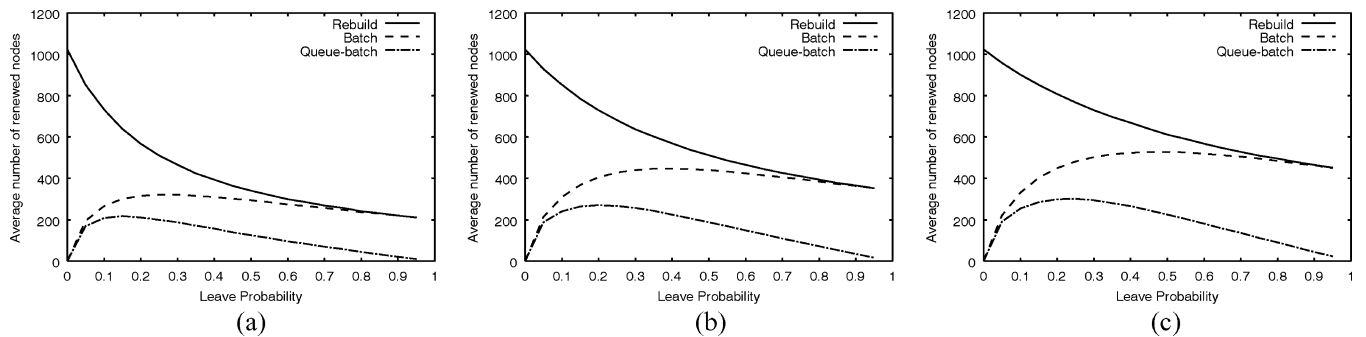 Average number of renewed nodes
1200
1000
800
600
400
200
0
Rebuild
Batch
Queue-batch
0 0.1 0.2 0.3 0.4 0.5 0.6 0.7 0.8 0.9 1
Leave Probability
(a)
Average number of renewed nodes
1200
1000
800
600
400
200
0
Rebuild
Batch
Queue-batch
0 0.1 0.2 0.3 0.4 0.5 0.6 0.7 0.8 0.9 1
Leave Probability
(b)
Average number of renewed nodes
1200
1000
800
600
400
200
0
Rebuild
Batch
Queue-batch
0 0.1 0.2 0.3 0.4 0.5 0.6 0.7 0.8 0.9 1
Leave Probability
(c)